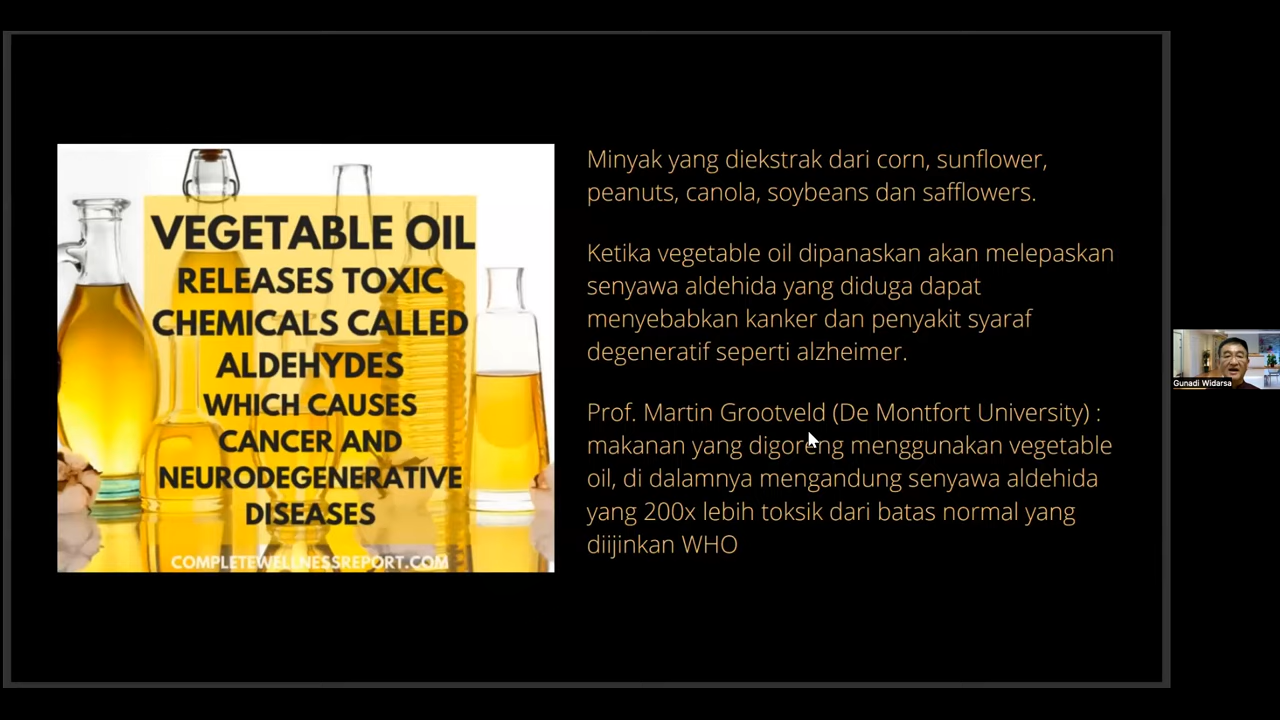 VEGETABLE OIL
RELEASES TOXIC
CHEMICALS CALLED
ALDEHYDES
WHICH CAUSES
CANCER AND
NEURODEGENERATIVE
DISEASES
COMPLETEWELLNESSREPORT.COM
Minyak yang diekstrak dari corn, sunflower,
peanuts, canola, soybeans dan safflowers.
Ketika vegetable oil dipanaskan akan melepaskan
senyawa aldehida yang diduga dapat
menyebabkan kanker dan penyakit syaraf
degeneratif seperti alzheimer.
Prof. Martin Grootveld (De Montfort University) :
makanan yang digoreng menggunakan vegetable
oil, di dalamnya mengandung senyawa aldehida
yang 200x lebih toksik dari batas normal yang
diijinkan WHO
Gunadi Widarsa